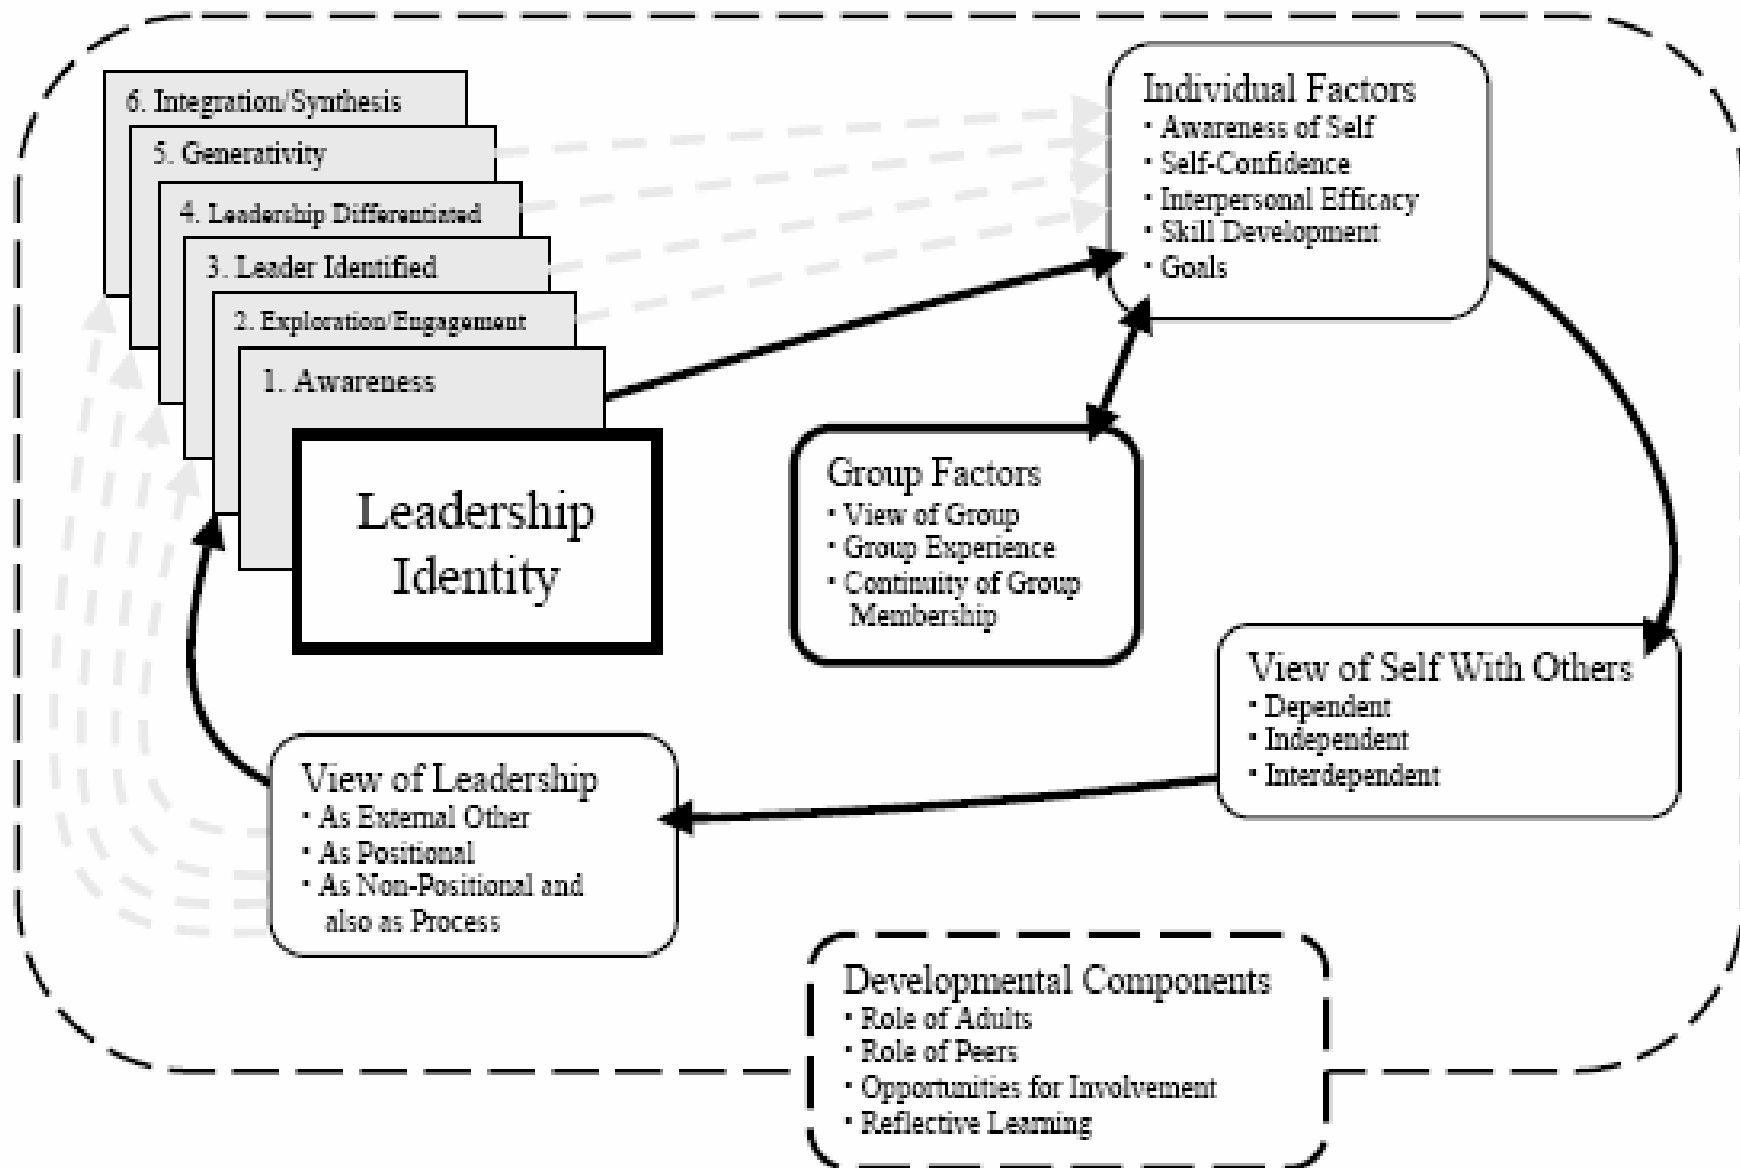 6. Integration/Synthesis
5. Generativity
4. Leadership Differentiated
3. Leader Identified
2. Exploration/Engagement
1. Awareness
Leadership
Identity
Individual Factors
• Awareness of Self
• Self-Confidence
• Interpersonal Efficacy
• Skill Development
• Goals
Group Factors
• View of Group
• Group Experience
• Continuity of Group
Membership
View of Self With Others
• Dependent
• Independent
• Interdependent
View of Leadership
• As External Other
• As Positional
• As Non-Positional and
also as Process
Developmental Components
• Role of Adults
• Role of Peers
• Opportunities for Involvement
• Reflective Learning